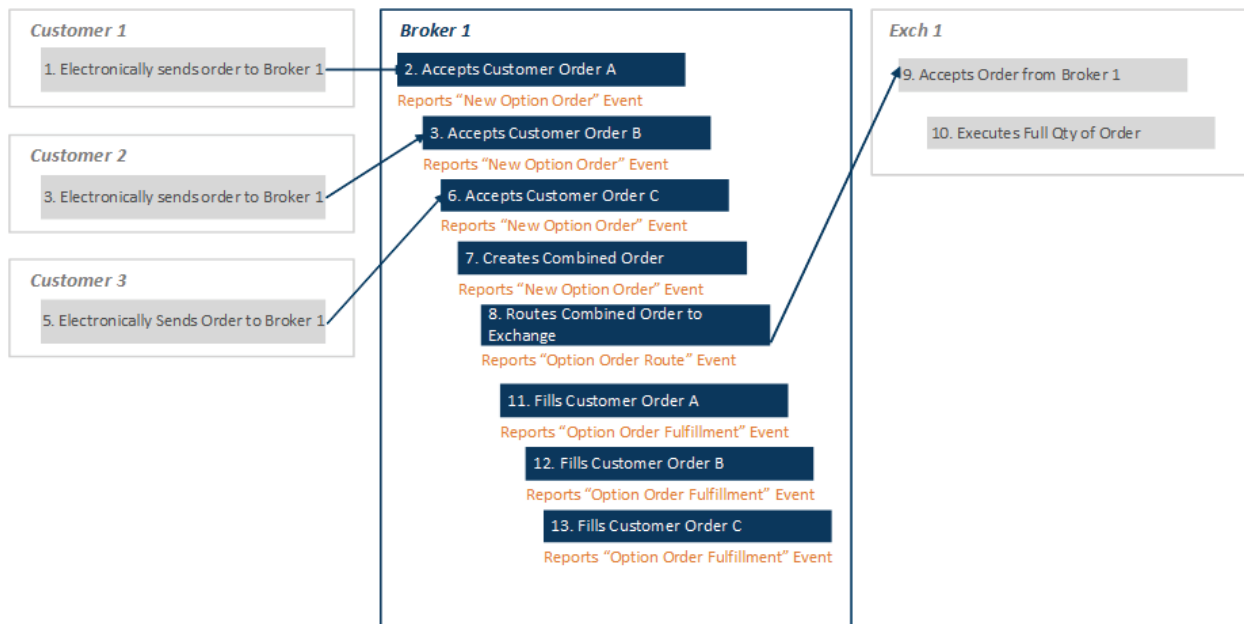 Customer 1
1. Electronically sends order to Broker 1
Customer 2
3. Electronically sends order to Broker 1
Customer 3
5. Electronically Sends Order to Broker 1
Broker 1
2. Accepts Customer Order A
Reports “New Option Order” Event
3. Accepts Customer Order B
Reports “New Option Order” Event
6. Accepts Customer Order C
Reports “New Option Order” Event
7. Creates Combined Order
Reports “New Option Order” Event
8. Routes Combined Order to
Exchange
Reports “Option Order Route” Event
11. Fills Customer Order A
Reports “Option Order Fulfillment” Event
12. Fills Customer Order B
Reports “Option Order Fulfillment” Event
13. Fills Customer Order C
Reports “Option Order Fulfillment” Event
Exch 1
9. Accepts Order from Broker 1
10. Executes Full Qty of Order